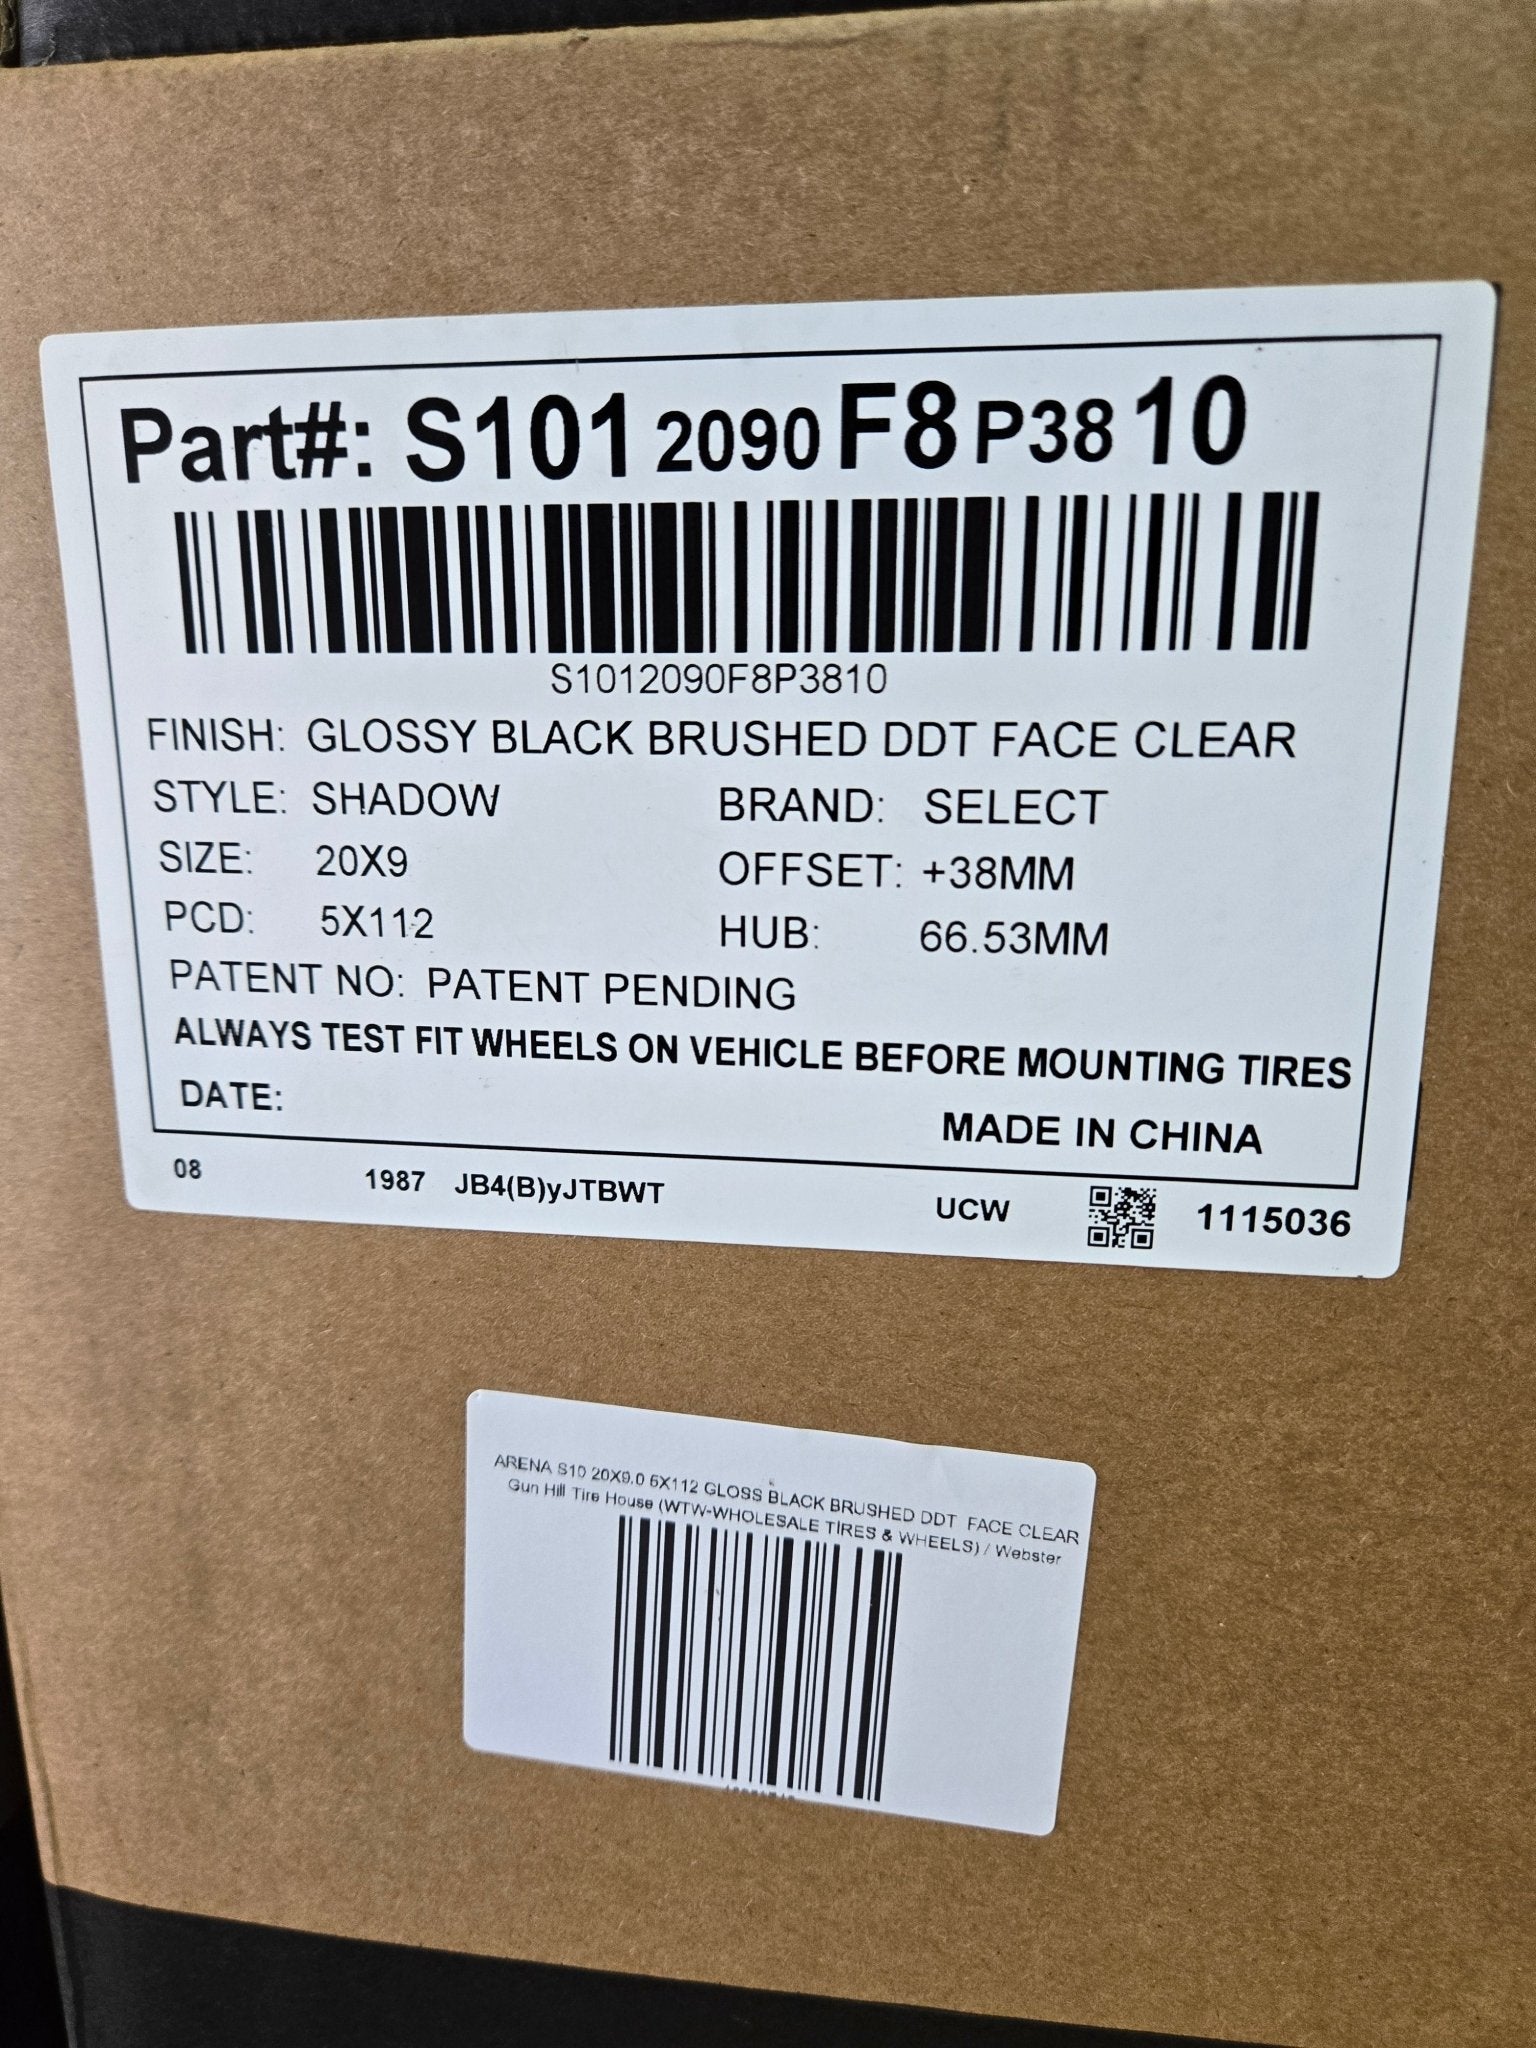 Part#: S101 2090 F8 P38 10
S1012090F8P3810
FINISH: GLOSSY BLACK BRUSHED DDT FACE CLEAR
STYLE: SHADOW BRAND: SELECT
SIZE: 20X9 OFFSET: +38MM
PCD: 5X112 HUB: 66.53MM
PATENT NO: PATENT PENDING
ALWAYS TEST FIT WHEELS ON VEHICLE BEFORE MOUNTING TIRES
DATE:
MADE IN CHINA
08 1987 JB4(B)yJTBWT UCW 1115036
ARENA S10 20X9.0 5X112 GLOSS BLACK BRUSHED DDT FACE CLEAR
Gun Hill Tire House (WTW-WHOLESALE TIRES & WHEELS) / Webster